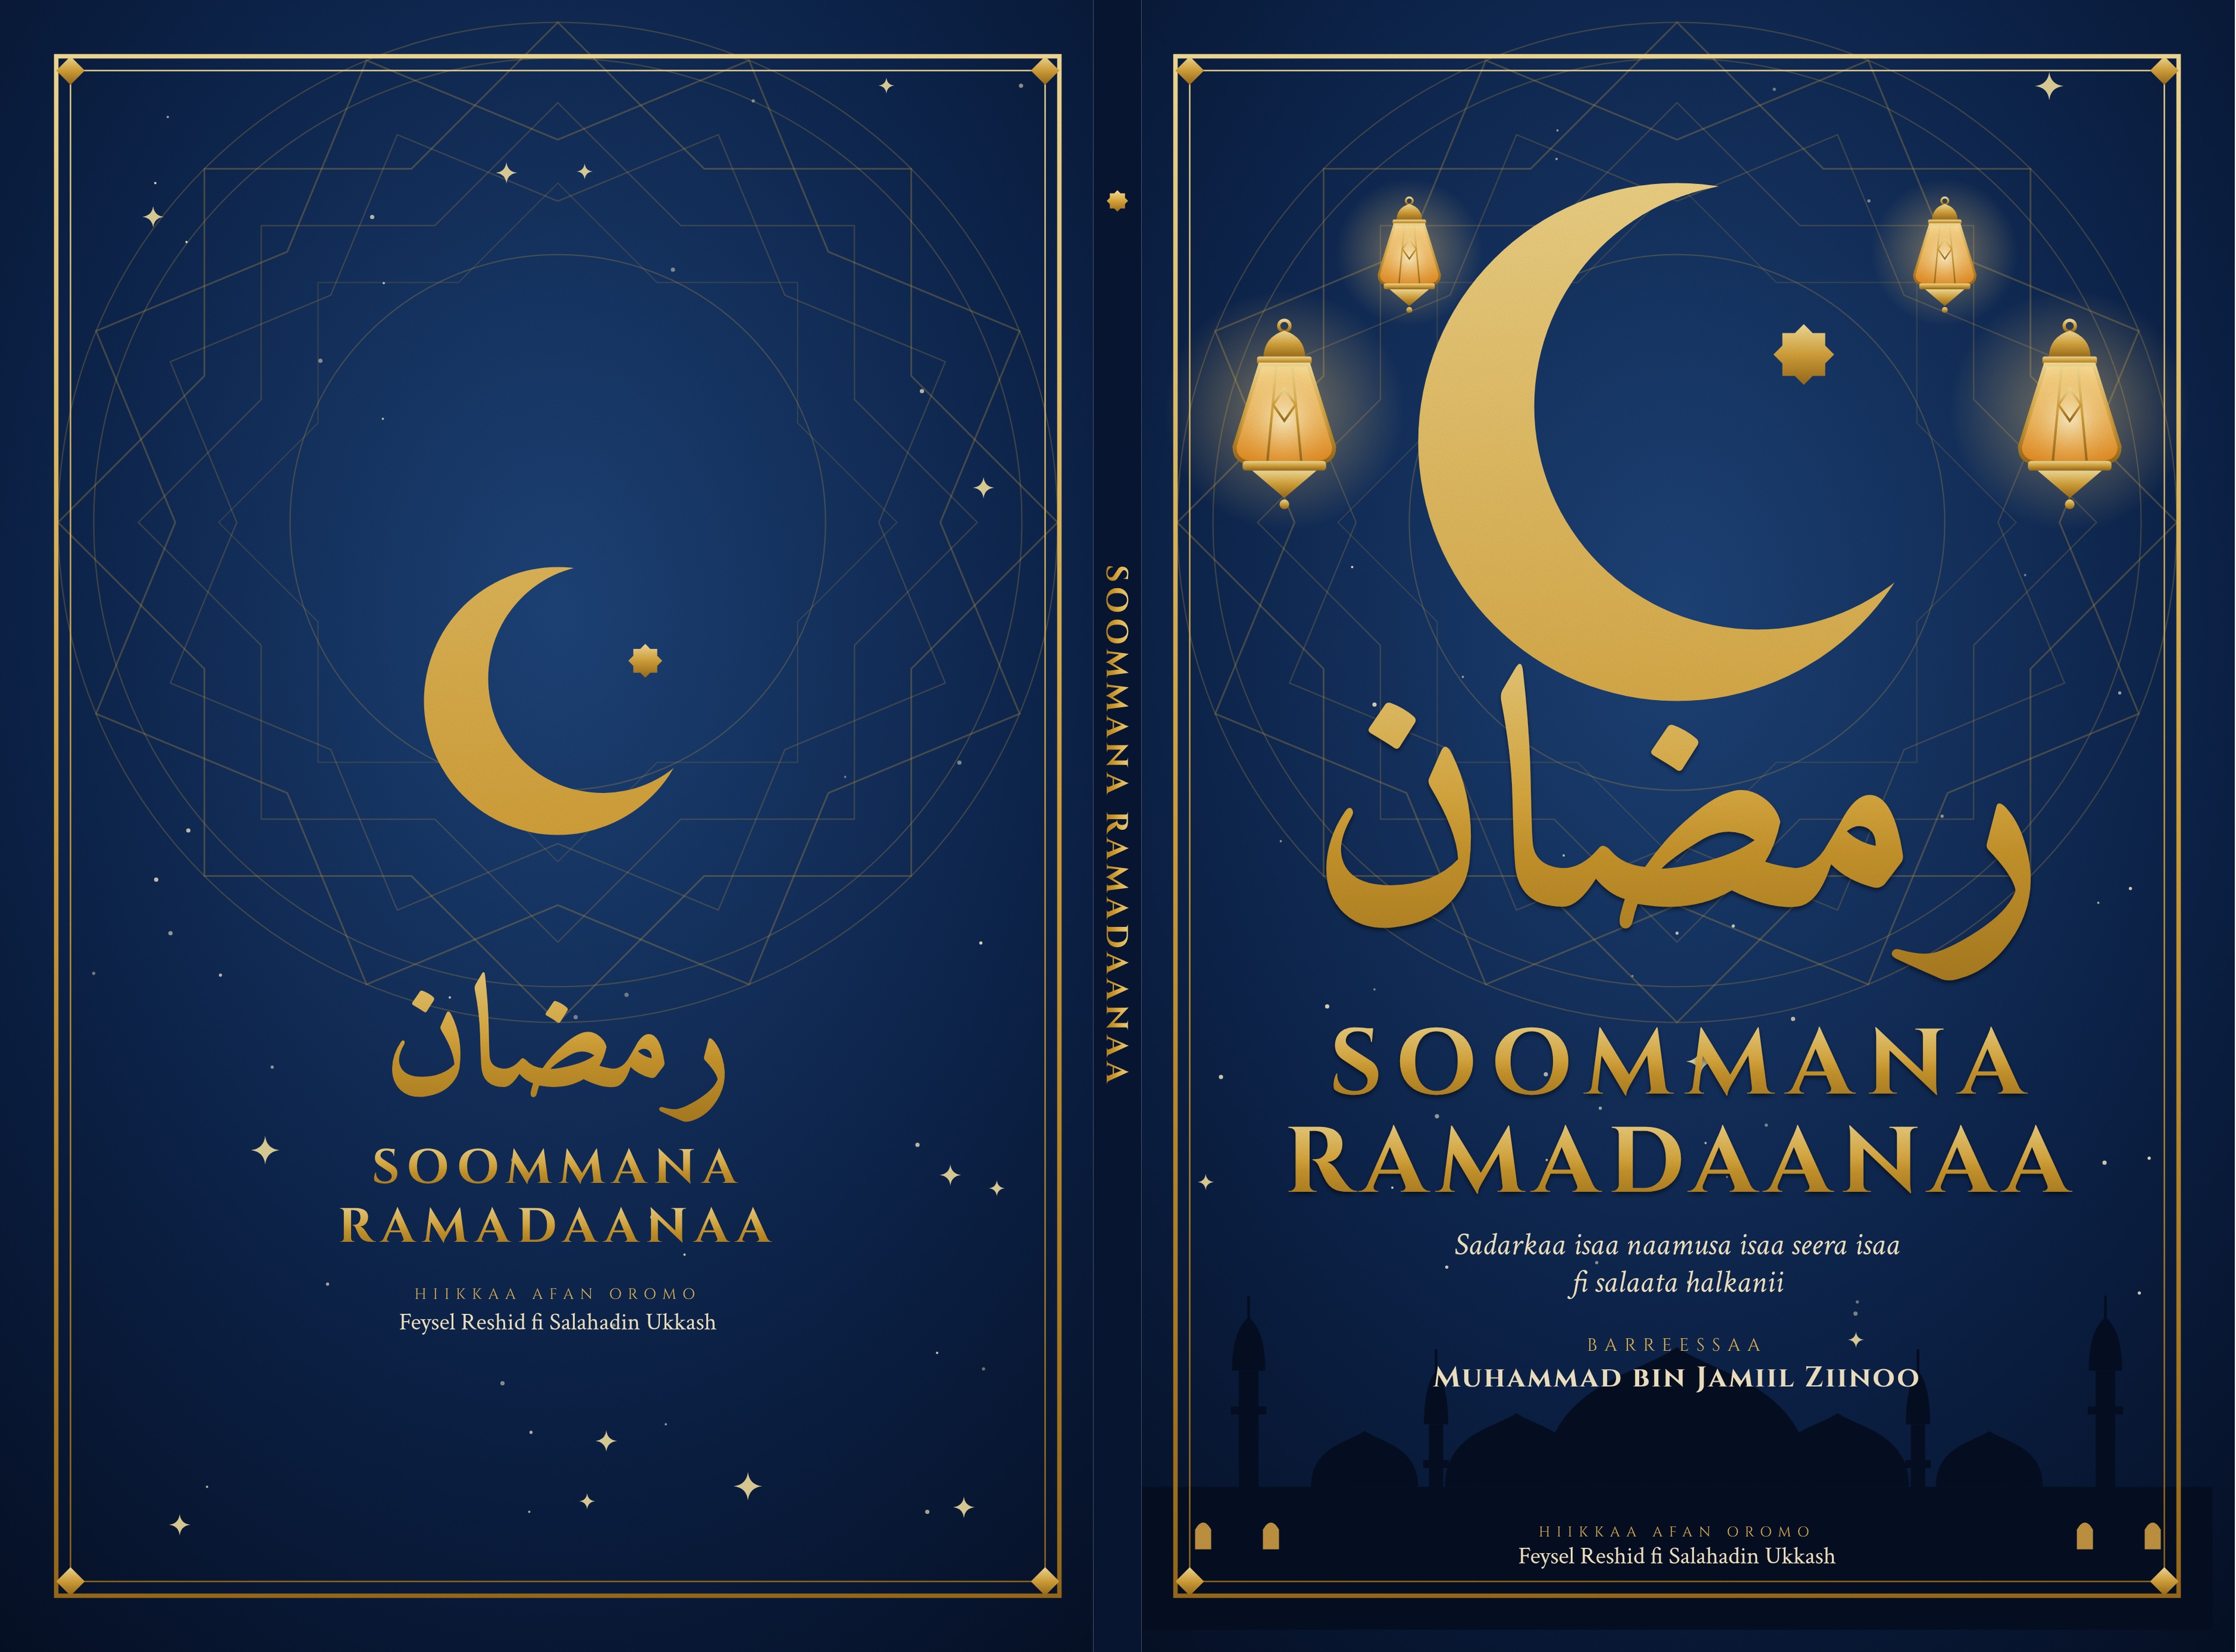 رمضان
SOOMMANA
RAMADAANAA
HIIKKAA AFAN OROMO
Feysel Reshid fi Salahadin Ukkash
SOOMMANA RAMADAANAA
رمضان
SOOMMANA
RAMADAANAA
Sadarkaa isaa naamusa isaa seera isaa
fi salaata halkanii
BARREESSAA
MUHAMMAD BIN JAMIIL ZIINOO
HIIKKAA AFAN OROMO
Feysel Reshid fi Salahadin Ukkash